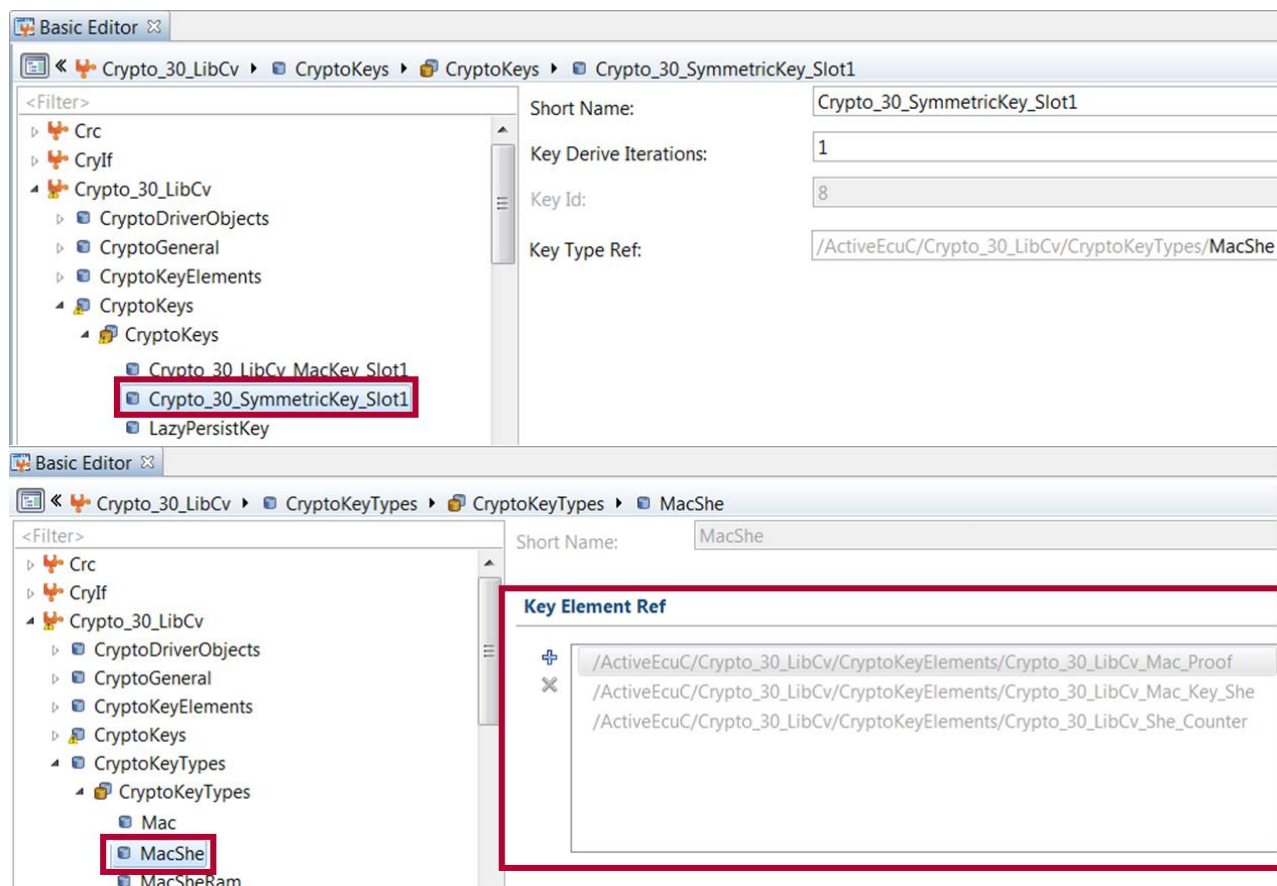 Basic Editor
Crypto_30_LibCv ▸ CryptoKeys ▸ CryptoKeys ▸ Crypto_30_SymmetricKey_Slot1
<Filter>
Short Name: Crypto_30_SymmetricKey_Slot1
Crc
Key Derive Iterations: 1
CryIf
Crypto_30_LibCv
Key Id: 8
CryptoDriverObjects
CryptoGeneral
Key Type Ref: /ActiveEcuC/Crypto_30_LibCv/CryptoKeyTypes/MacShe
CryptoKeyElements
CryptoKeys
CryptoKeys
Crypto_30_LibCv_MacKey_Slot1
Crypto_30_SymmetricKey_Slot1
LazyPersistKey
Basic Editor
Crypto_30_LibCv ▸ CryptoKeyTypes ▸ CryptoKeyTypes ▸ MacShe
<Filter>
Short Name: MacShe
Crc
CryIf
Crypto_30_LibCv
CryptoDriverObjects
CryptoGeneral
CryptoKeyElements
CryptoKeys
CryptoKeyTypes
CryptoKeyTypes
Mac
MacShe
MacSheRam
Key Element Ref
/ActiveEcuC/Crypto_30_LibCv/CryptoKeyElements/Crypto_30_LibCv_Mac_Proof
/ActiveEcuC/Crypto_30_LibCv/CryptoKeyElements/Crypto_30_LibCv_Mac_Key_She
/ActiveEcuC/Crypto_30_LibCv/CryptoKeyElements/Crypto_30_LibCv_She_Counter